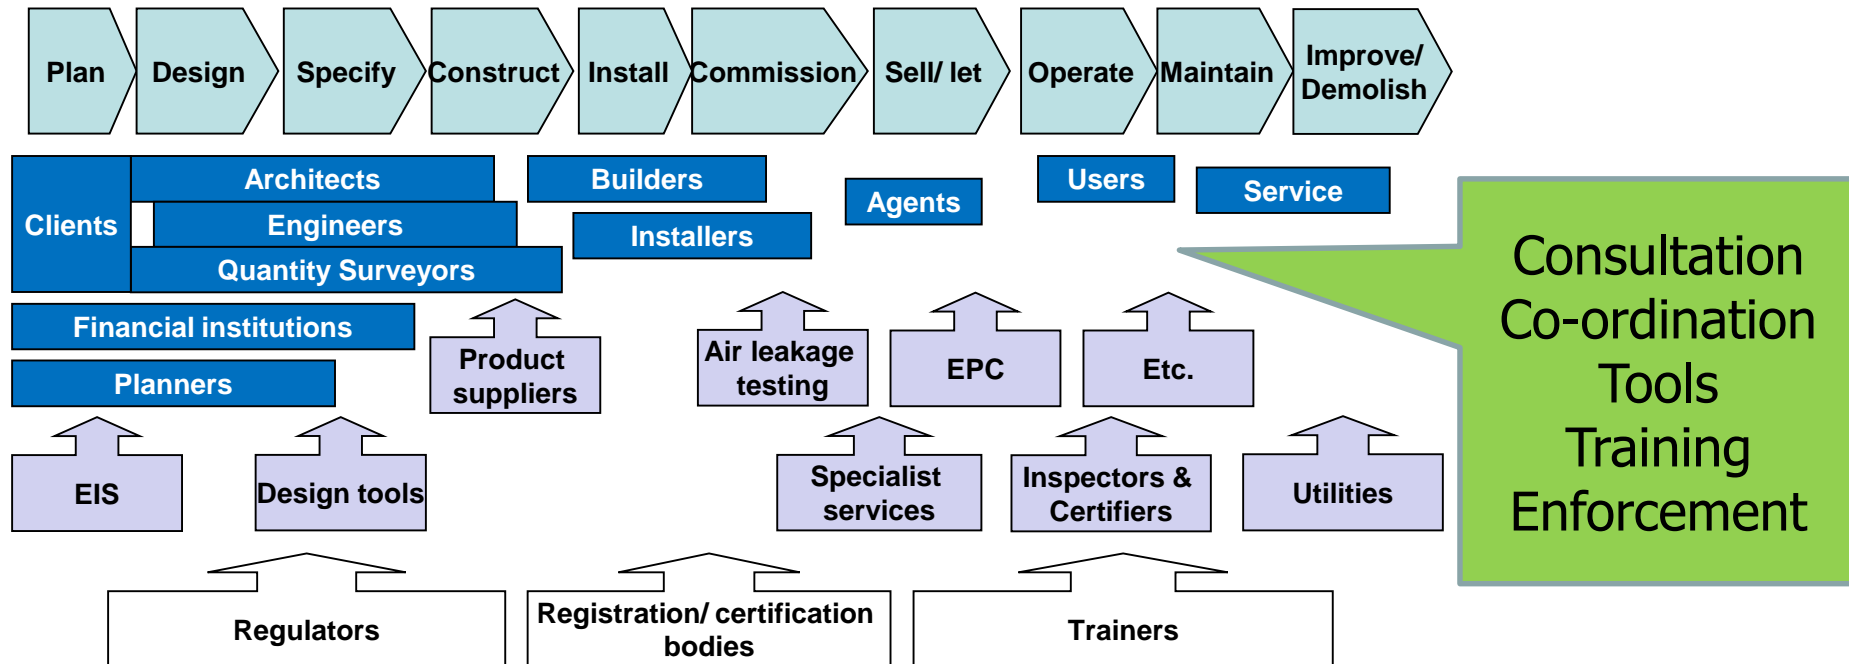 Plan
Design
Specify
Construct
Install
Commission
Sell/ let
Operate
Maintain
Improve/
Demolish
Clients
Architects
Engineers
Quantity Surveyors
Builders
Installers
Agents
Users
Service
Financial institutions
Planners
Product
suppliers
Air leakage
testing
EPC
Etc.
EIS
Design tools
Specialist
services
Inspectors &
Certifiers
Utilities
Regulators
Registration/ certification
bodies
Trainers
Consultation
Co-ordination
Tools
Training
Enforcement